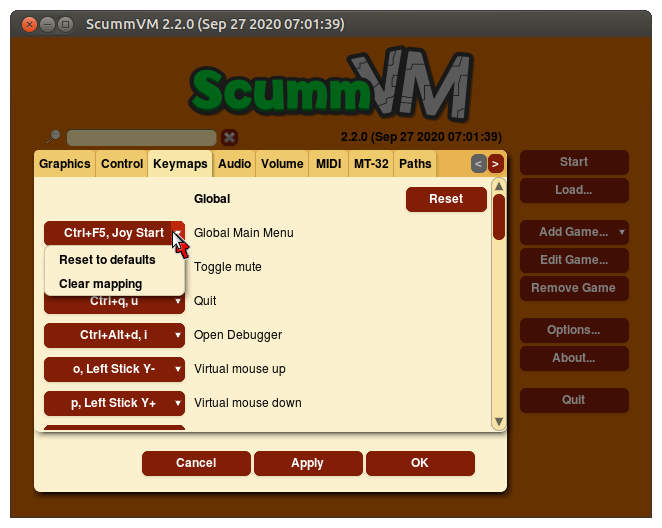 ScummVM 2.2.0 (Sep 27 2020 07:01:39)
ScummVM
2.2.0 (Sep 27 2020 07:01:39)
Graphics Control Keymaps Audio Volume MIDI MT-32 Paths < >
Global Reset
Ctrl+F5, Joy Start Global Main Menu
Reset to defaults Toggle mute
Clear mapping
Ctrl+q, u Quit
Ctrl+Alt+d, i Open Debugger
o, Left Stick Y- Virtual mouse up
p, Left Stick Y+ Virtual mouse down
Cancel Apply OK
Start
Load...
Add Game...
Edit Game...
Remove Game
Options...
About...
Quit